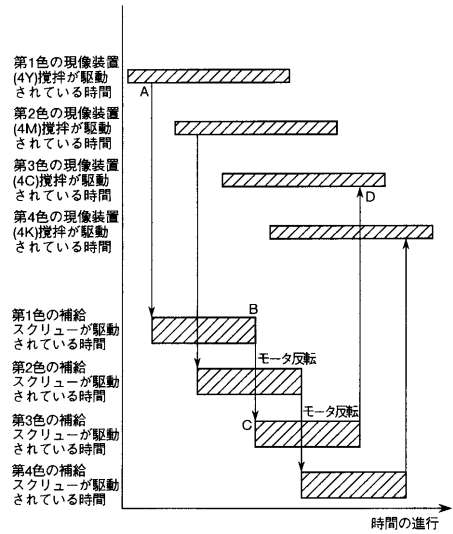 第1色の現像装置
(4Y)撹拌が駆動
されている時間
A
第2色の現像装置
(4M)撹拌が駆動
されている時間
第3色の現像装置
(4C)撹拌が駆動
されている時間
D
第4色の現像装置
(4K)撹拌が駆動
されている時間
第1色の補給
スクリューが駆動
されている時間
B
モータ反転
第2色の補給
スクリューが駆動
されている時間
モータ反転
第3色の補給
スクリューが駆動
されている時間
C
第4色の補給
スクリューが駆動
されている時間
時間の進行